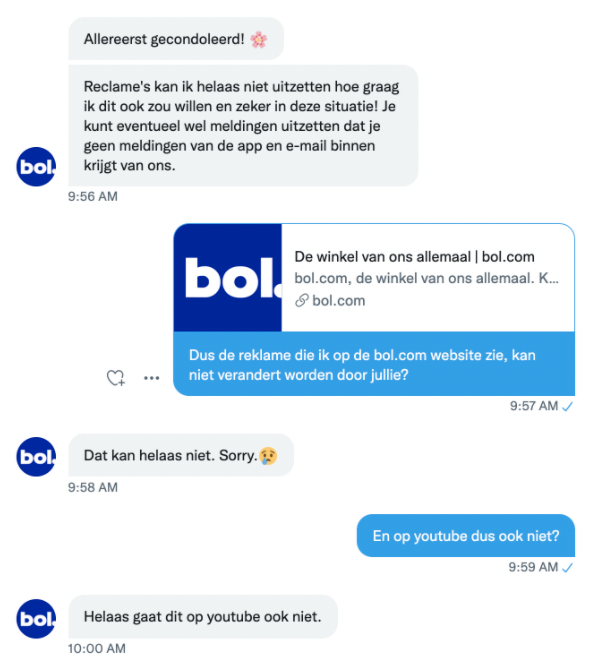 Allereerst gecondoleerd! 🌸
Reclame's kan ik helaas niet uitzetten hoe graag
ik dit ook zou willen en zeker in deze situatie! Je
kunt eventueel wel meldingen uitzetten dat je
geen meldingen van de app en e-mail binnen
krijgt van ons.
bol.
9:56 AM
bol.
De winkel van ons allemaal | bol.com
bol.com, de winkel van ons allemaal. K...
bol.com
Dus de reklame die ik op de bol.com website zie, kan
niet verandert worden door jullie?
9:57 AM
bol.
Dat kan helaas niet. Sorry.😢
9:58 AM
En op youtube dus ook niet?
9:59 AM
bol.
Helaas gaat dit op youtube ook niet.
10:00 AM